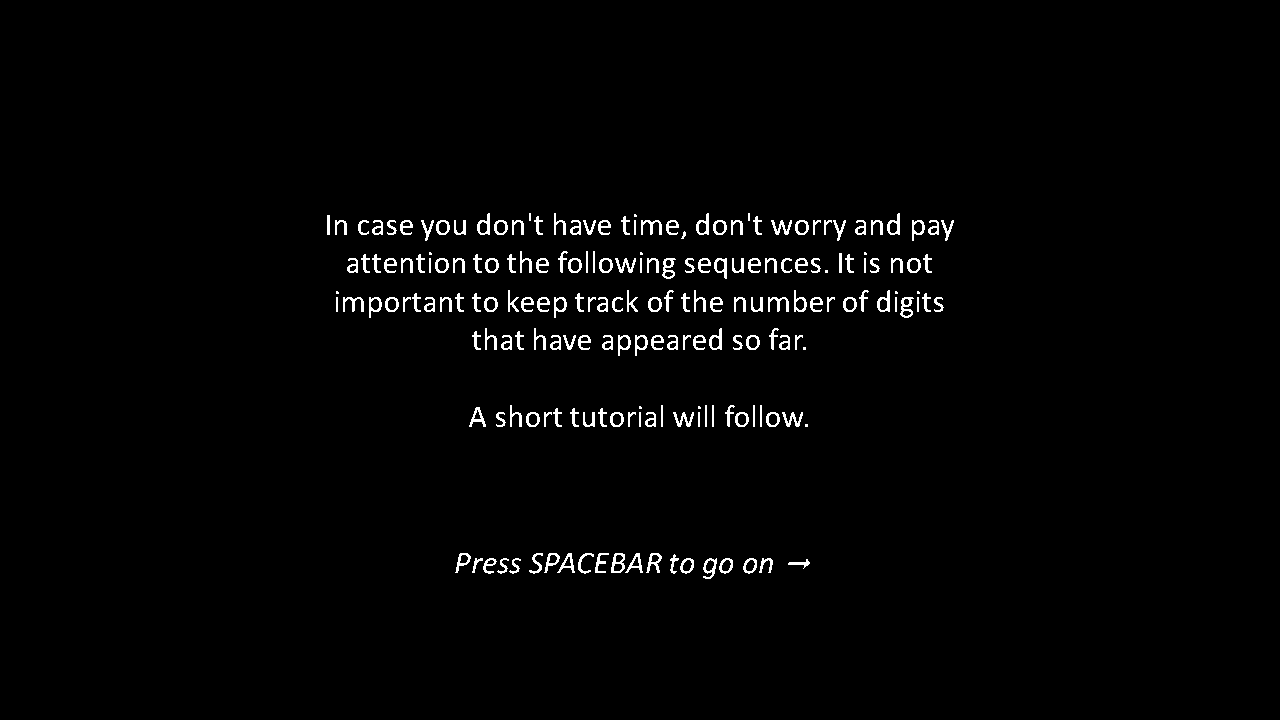 In case you don't have time, don't worry and pay
attention to the following sequences. It is not
important to keep track of the number of digits
that have appeared so far.
A short tutorial will follow.
Press SPACEBAR to go on →